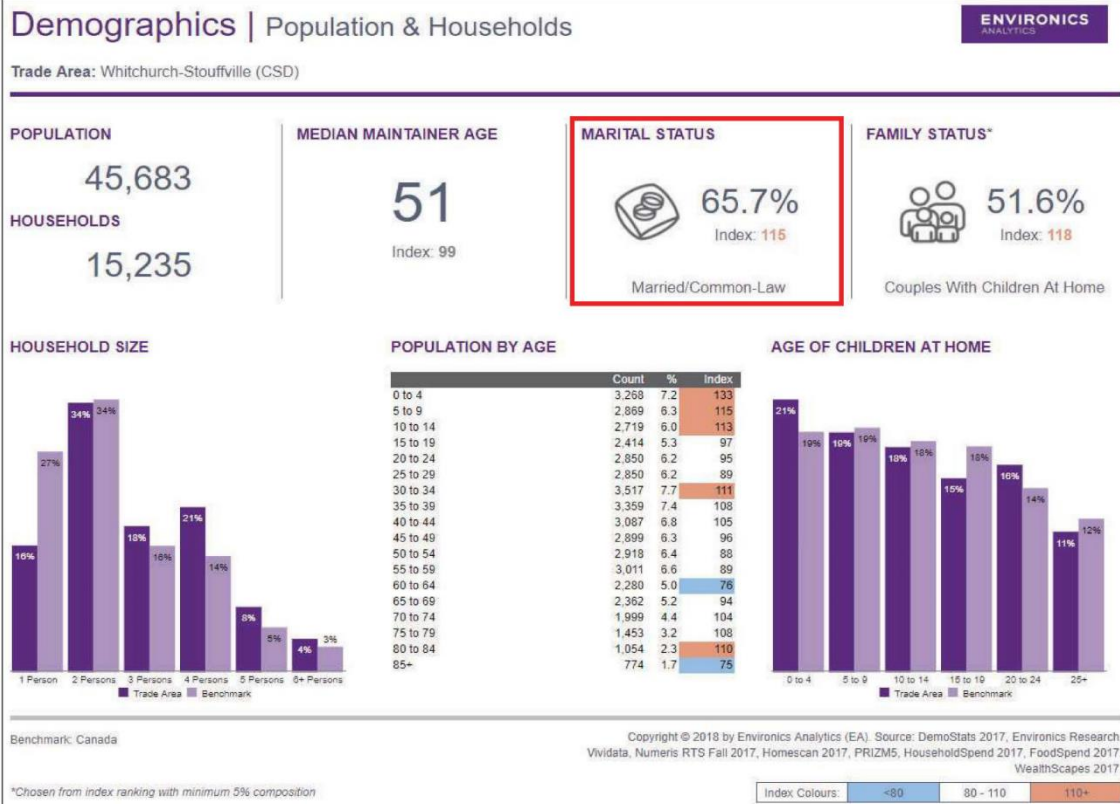 Demographics | Population & Households
ENVIRONICS
ANALYTICS
Trade Area: Whitchurch-Stouffville (CSD)
POPULATION
45,683
HOUSEHOLDS
15,235
MEDIAN MAINTAINER AGE
51
Index: 99
MARITAL STATUS
65.7%
Index: 115
Married/Common-Law
FAMILY STATUS*
51.6%
Index: 118
Couples With Children At Home
HOUSEHOLD SIZE
16% 27% 34% 34% 18% 16% 21% 14% 8% 5% 4% 3%
1 Person 2 Persons 3 Persons 4 Persons 5 Persons 6+ Persons
Trade Area Benchmark
POPULATION BY AGE
Count % Index
0 to 4 3,268 7.2 133
5 to 9 2,869 6.3 115
10 to 14 2,719 6.0 113
15 to 19 2,414 5.3 97
20 to 24 2,850 6.2 95
25 to 29 2,850 6.2 89
30 to 34 3,517 7.7 111
35 to 39 3,359 7.4 108
40 to 44 3,087 6.8 105
45 to 49 2,899 6.3 96
50 to 54 2,918 6.4 88
55 to 59 3,011 6.6 89
60 to 64 2,280 5.0 76
65 to 69 2,362 5.2 94
70 to 74 1,999 4.4 104
75 to 79 1,453 3.2 108
80 to 84 1,054 2.3 110
85+ 774 1.7 75
AGE OF CHILDREN AT HOME
21% 19% 19% 19% 18% 18% 15% 18% 16% 14% 11% 12%
0 to 4 5 to 9 10 to 14 15 to 19 20 to 24 25+
Trade Area Benchmark
Benchmark: Canada
Copyright © 2018 by Environics Analytics (EA). Source: DemoStats 2017, Environics Research
Vividata, Numeris RTS Fall 2017, Homescan 2017, PRIZM5, HouseholdSpend 2017, FoodSpend 2017
WealthScapes 2017
*Chosen from index ranking with minimum 5% composition
Index Colours: <80 80 - 110 110+